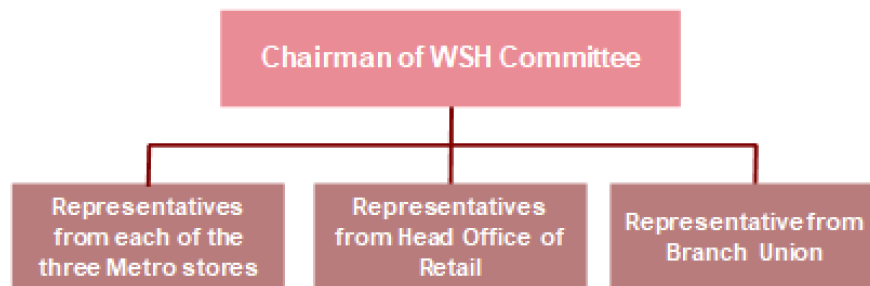 Chairman of WSH Committee
Representatives
from each of the
three Metro stores
Representatives
from Head Office of
Retail
Representative from
Branch Union